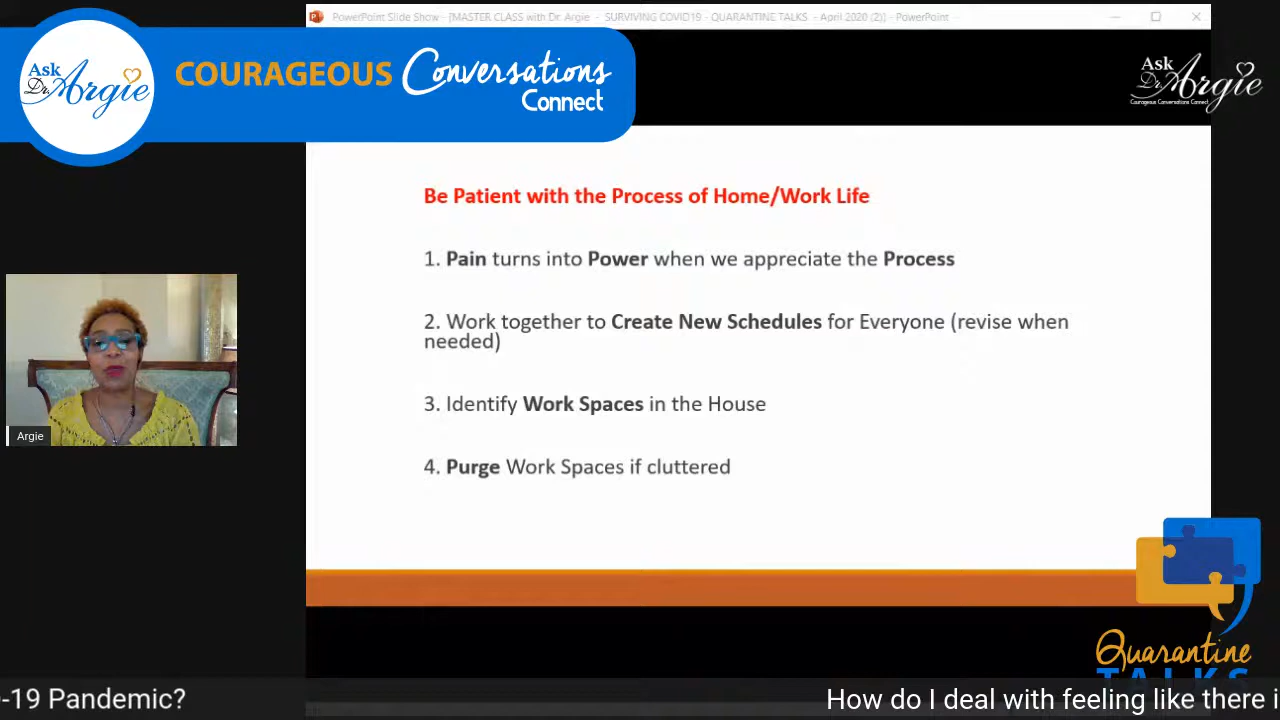 PowerPoint Slide Show - [MASTER CLASS with Dr. Argie - SURVIVING COVID19 - QUARANTINE TALKS - April 2020 (2)] - PowerPoint
Ask
Dr. Argie
COURAGEOUS Conversations
Connect
Ask
Dr. Argie
Courageous Conversations Connect
Be Patient with the Process of Home/Work Life
1. Pain turns into Power when we appreciate the Process
2. Work together to Create New Schedules for Everyone (revise when
needed)
3. Identify Work Spaces in the House
4. Purge Work Spaces if cluttered
Argie
Quarantine
TALKS
-19 Pandemic?
How do I deal with feeling like there i